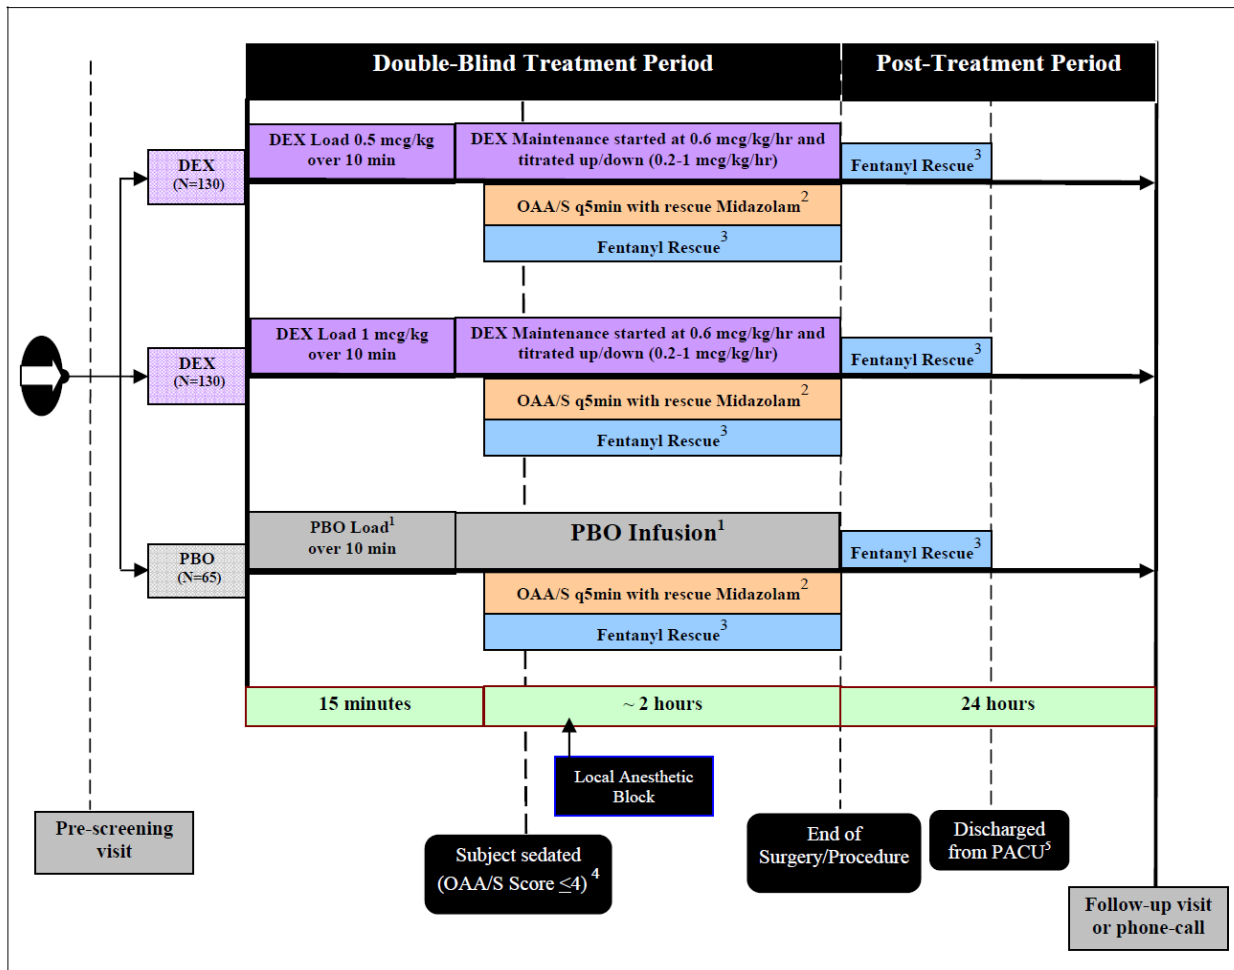 Double-Blind Treatment Period
Post-Treatment Period
DEX
(N=130)
DEX Load 0.5 mcg/kg
over 10 min
DEX Maintenance started at 0.6 mcg/kg/hr and
titrated up/down (0.2-1 mcg/kg/hr)
Fentanyl Rescue3
OAA/S q5min with rescue Midazolam2
Fentanyl Rescue3
DEX
(N=130)
DEX Load 1 mcg/kg
over 10 min
DEX Maintenance started at 0.6 mcg/kg/hr and
titrated up/down (0.2-1 mcg/kg/hr)
Fentanyl Rescue3
OAA/S q5min with rescue Midazolam2
Fentanyl Rescue3
PBO
(N=65)
PBO Load1
over 10 min
PBO Infusion1
Fentanyl Rescue3
OAA/S q5min with rescue Midazolam2
Fentanyl Rescue3
15 minutes
~ 2 hours
24 hours
Local Anesthetic
Block
Pre-screening
visit
Subject sedated
(OAA/S Score ≤4) 4
End of
Surgery/Procedure
Discharged
from PACU5
Follow-up visit
or phone-call